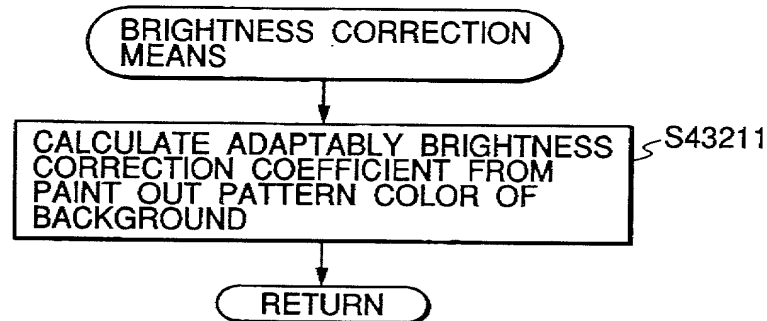 BRIGHTNESS CORRECTION
MEANS
CALCULATE ADAPTABLY BRIGHTNESS
CORRECTION COEFFICIENT FROM
PAINT OUT PATTERN COLOR OF
BACKGROUND
S43211
RETURN